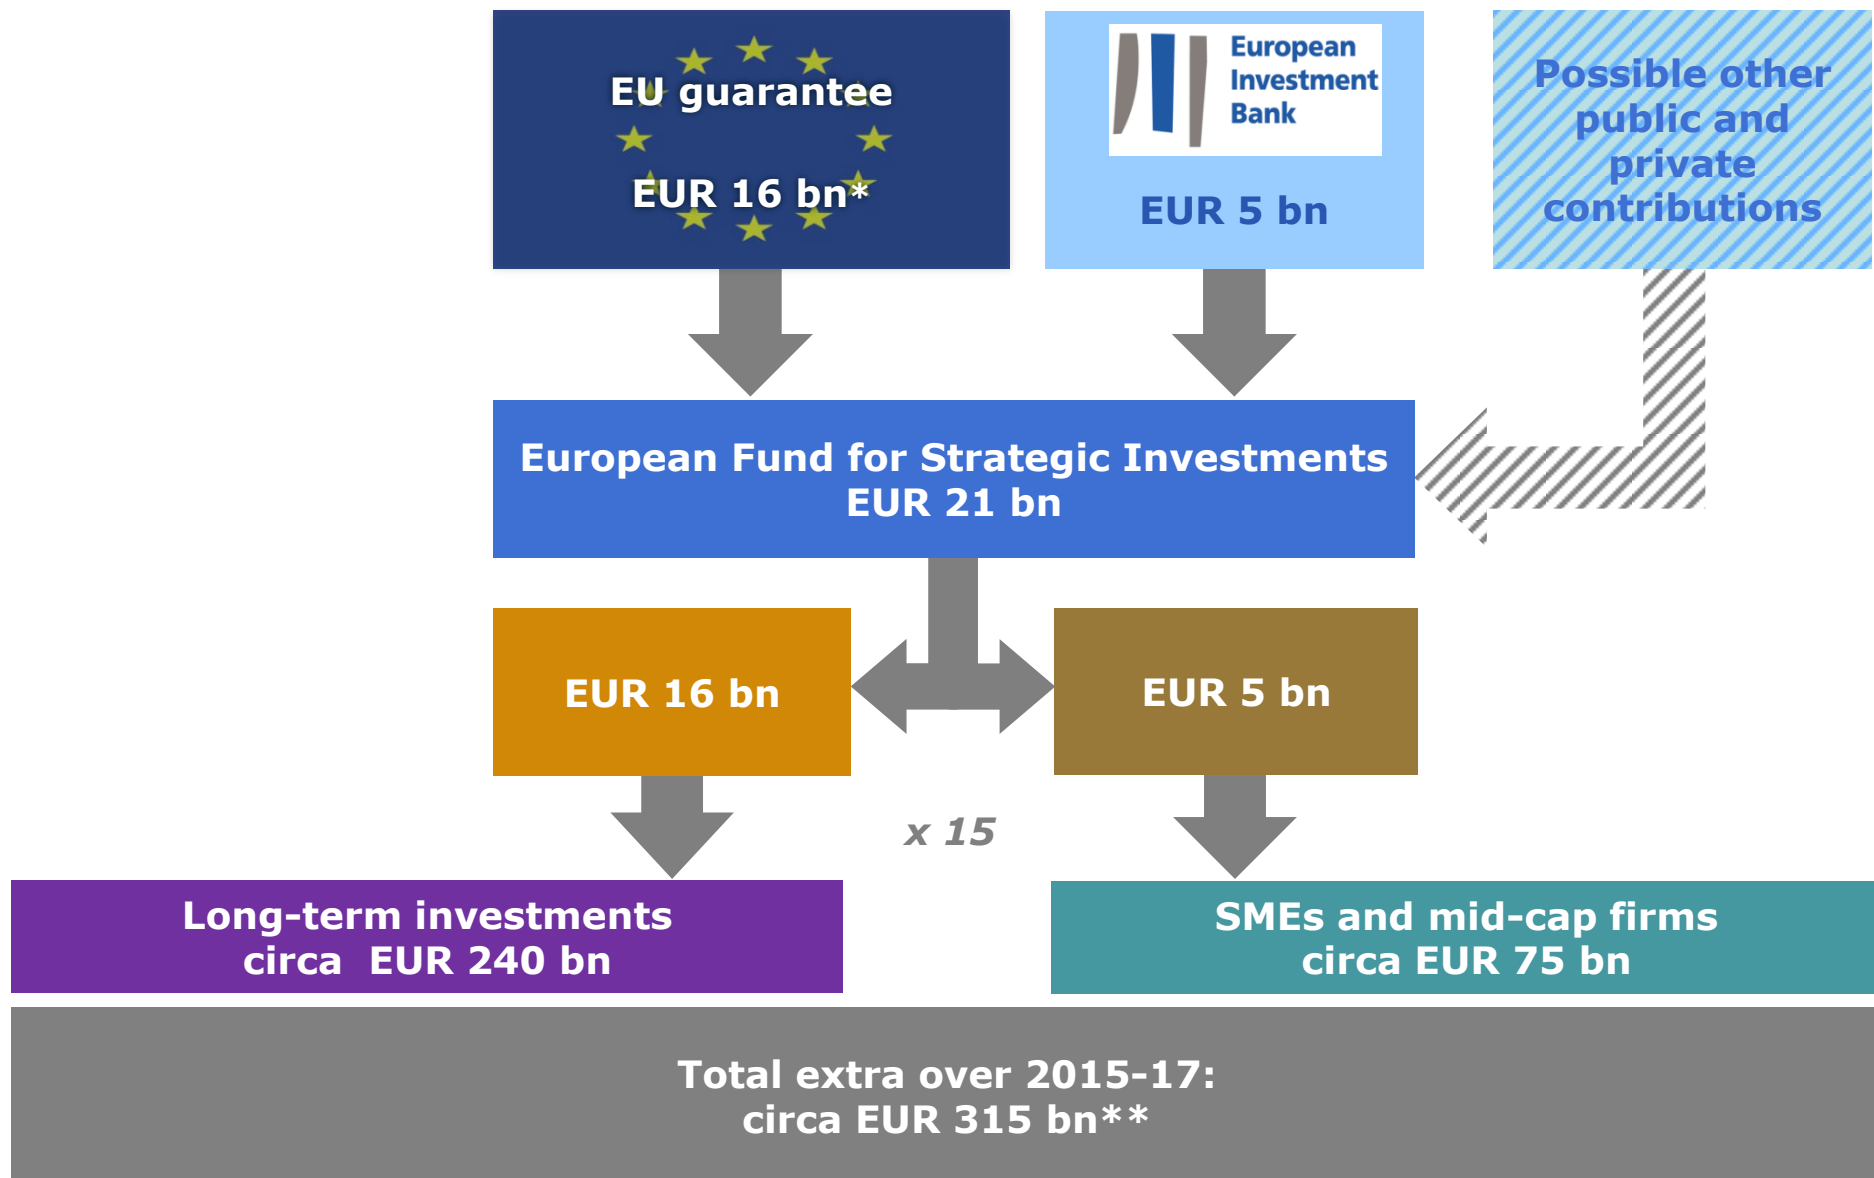 EU guarantee
EUR 16 bn*
European
Investment
Bank
EUR 5 bn
Possible other
public and
private
contributions
European Fund for Strategic Investments
EUR 21 bn
EUR 16 bn
EUR 5 bn
x 15
Long-term investments
circa EUR 240 bn
SMEs and mid-cap firms
circa EUR 75 bn
Total extra over 2015-17:
circa EUR 315 bn**